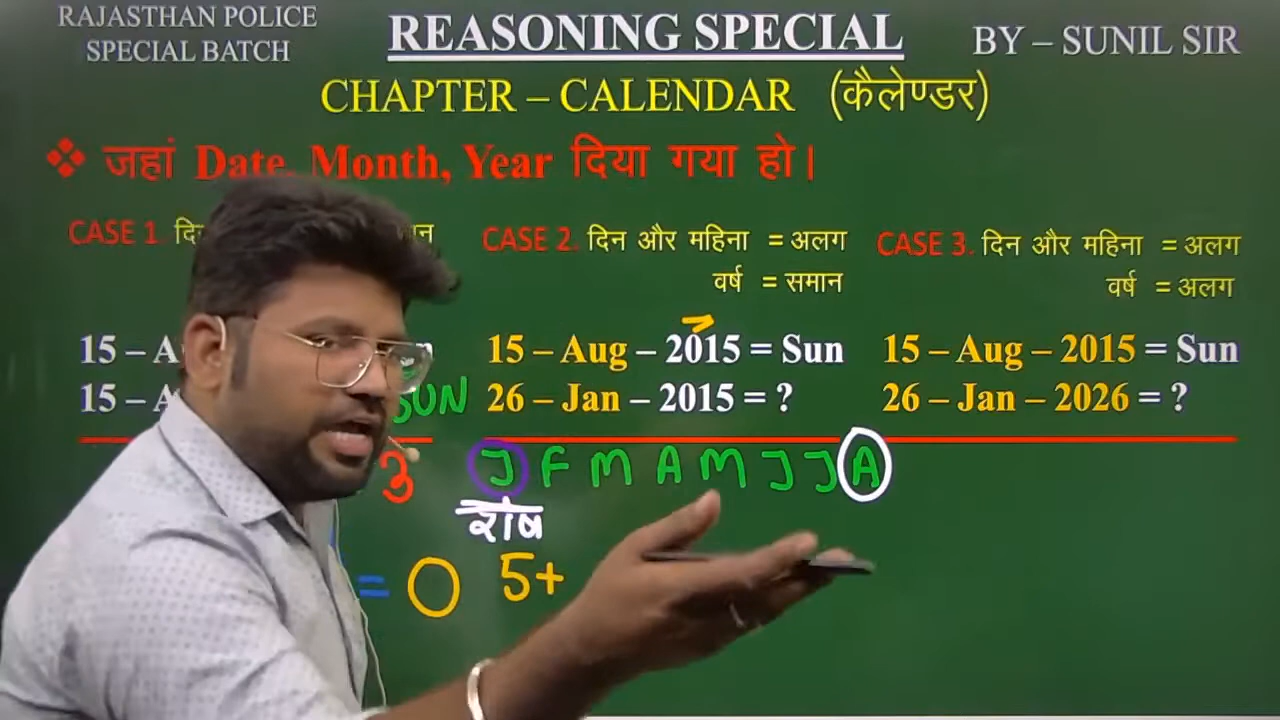 RAJASTHAN POLICE
SPECIAL BATCH
REASONING SPECIAL
BY – SUNIL SIR
CHAPTER – CALENDAR (कैलेण्डर)
❖ जहां Date, Month, Year दिया गया हो।
CASE 1.
CASE 2. दिन और महिना = अलग
वर्ष = समान
CASE 3. दिन और महिना = अलग
वर्ष = अलग
15 –
15 –
SUN
15 – Aug – 2015 = Sun
26 – Jan – 2015 = ?
15 – Aug – 2015 = Sun
26 – Jan – 2026 = ?
3
J F M A M J J A
शेष
= 0 5+